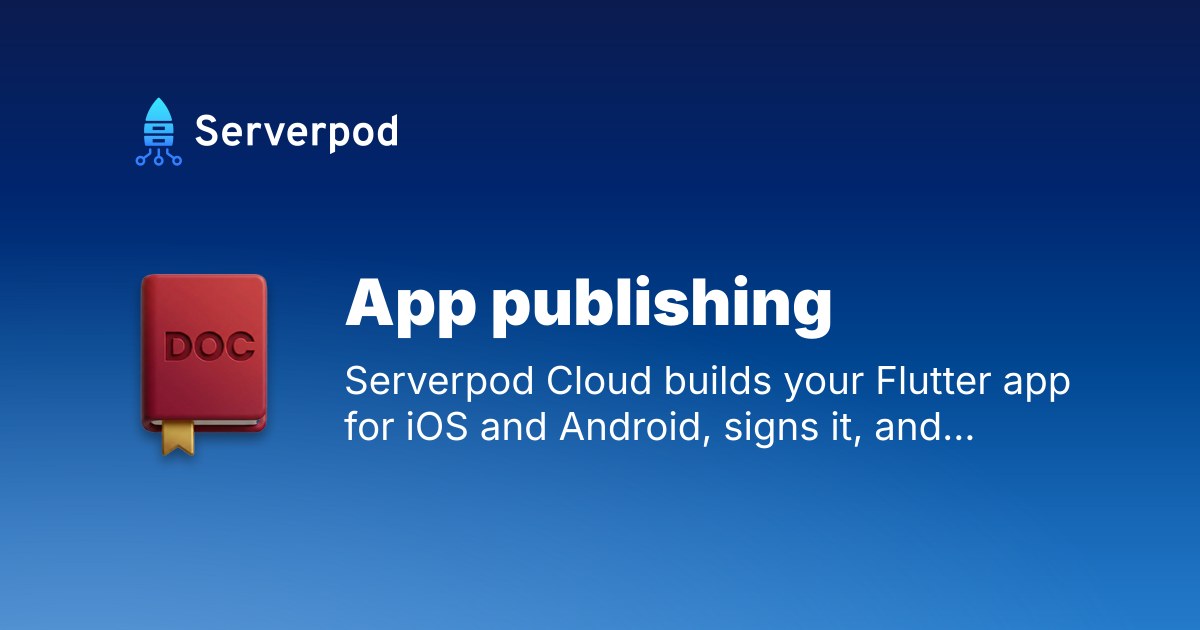 Serverpod
DOC
App publishing
Serverpod Cloud builds your Flutter app
for iOS and Android, signs it, and...